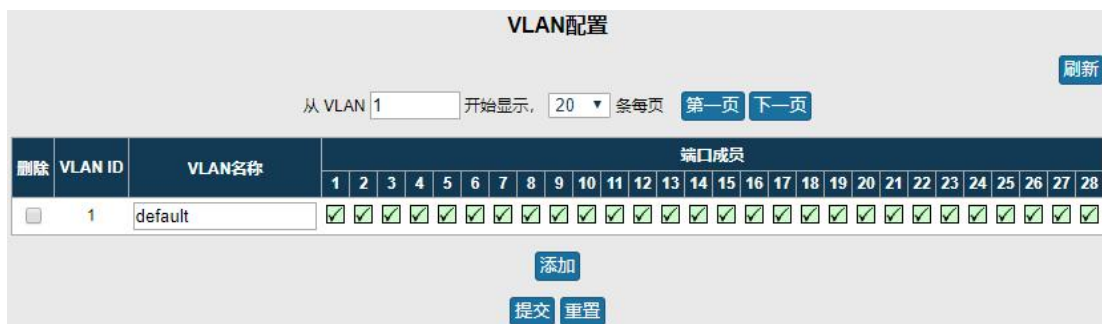 VLAN配置
刷新
从 VLAN 1 开始显示, 20 条每页 第一页 下一页
删除 VLAN ID VLAN名称 端口成员
1 2 3 4 5 6 7 8 9 10 11 12 13 14 15 16 17 18 19 20 21 22 23 24 25 26 27 28
1 default
添加
提交 重置